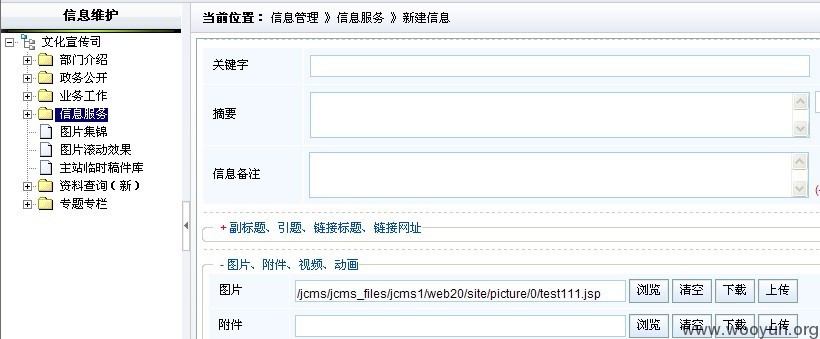 信息维护
文化宣传司
部门介绍
政务公开
业务工作
信息服务
图片集锦
图片滚动效果
主站临时稿件库
资料查询（新）
专题专栏
当前位置： 信息管理 》信息服务 》新建信息
关键字
摘要
信息备注
+ 副标题、引题、链接标题、链接网址
- 图片、附件、视频、动画
图片 /jcms/jcms_files/jcms1/web20/site/picture/0/test111.jsp 浏览 清空 下载 上传
附件 浏览 清空 下载 上传
www.wooyun.org